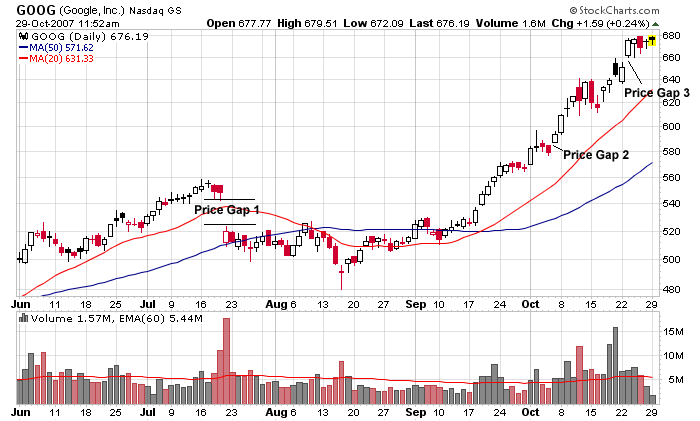 GOOG (Google, Inc.) Nasdaq GS © StockCharts.com
29-Oct-2007 11:52am Open 677.77 High 679.51 Low 672.09 Last 676.19 Volume 1.6M Chg +1.59 (+0.24%)
GOOG (Daily) 676.19
MA(50) 571.62
MA(20) 631.33
680
660
640
Price Gap 3
620
600
580
Price Gap 2
560
540
Price Gap 1
520
500
480
Jun 11 18 25 Jul 9 16 23 Aug 6 13 20 27 Sep 10 17 24 Oct 8 15 22 29
Volume 1.57M, EMA(60) 5.44M
15M
10M
5M
Jun 11 18 25 Jul 9 16 23 Aug 6 13 20 27 Sep 10 17 24 Oct 8 15 22 29